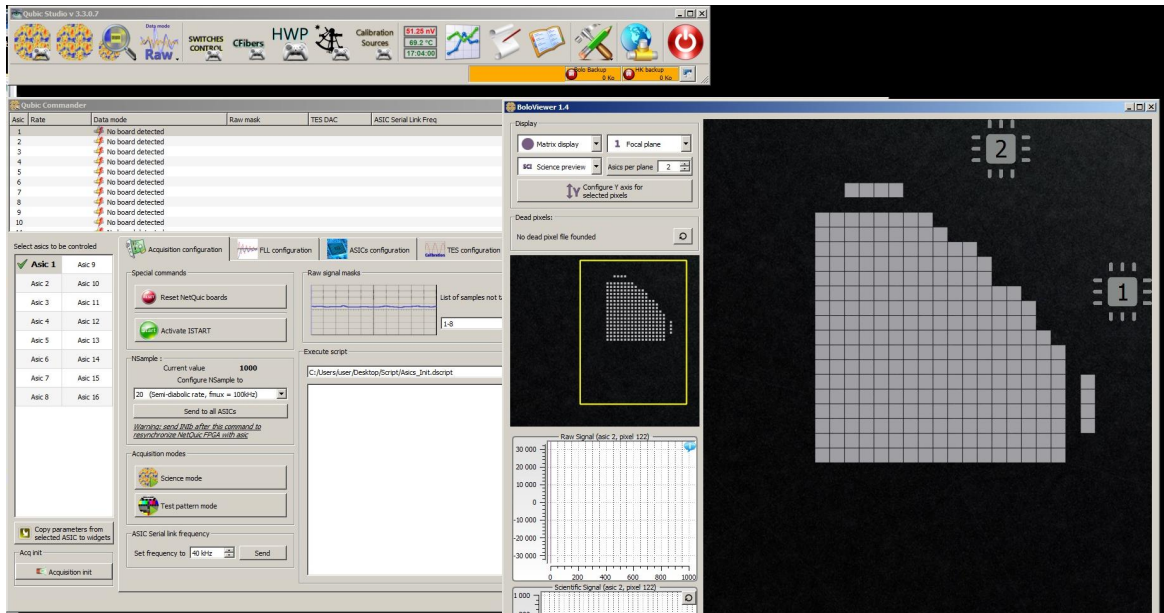 Qubic Studio v 3.3.0.7
Data mode
Raw
SWITCHES
CONTROL
CFibers
HWP
Calibration
Sources
51.25 nV
69.2 °C
17:04:00
Bolo Backup
0 Ko
HK backup
0 Ko
Qubic Commander
Asic Rate Data mode Raw mask TES DAC ASIC Serial Link Freq
1 No board detected
2 No board detected
3 No board detected
4 No board detected
5 No board detected
6 No board detected
7 No board detected
8 No board detected
9 No board detected
10 No board detected
Select asics to be controled
Asic 1 Asic 9
Asic 2 Asic 10
Asic 3 Asic 11
Asic 4 Asic 12
Asic 5 Asic 13
Asic 6 Asic 14
Asic 7 Asic 15
Asic 8 Asic 16
Copy parameters from
selected ASIC to widgets
Acq init
Acquisition init
Acquisition configuration FLL configuration ASICs configuration TES configuration
Special commands
Reset NetQuic boards
Activate ISTART
NSample :
Current value 1000
Configure NSample to
20 (Semi-diabolic rate, fmux = 100kHz)
Send to all ASICs
Warning: send INIb after this command to
resynchronize NetQuic FPGA with asic
Acquisition modes
Science mode
Test pattern mode
ASIC Serial link frequency
Set frequency to 40 kHz Send
Raw signal masks
List of samples not t
1-8
Execute script
C:/Users/user/Desktop/Script/Asics_Init.dscript
BoloViewer 1.4
Display
Matrix display 1 Focal plane
SCI Science preview Asics per plane 2
Configure Y axis for
selected pixels
Dead pixels:
No dead pixel file founded
Raw Signal (asic 2, pixel 122)
30 000
20 000
10 000
0
-10 000
-20 000
-30 000
0 200 400 600 800 1000
Scientific Signal (asic 2, pixel 122)
1 000
2
1